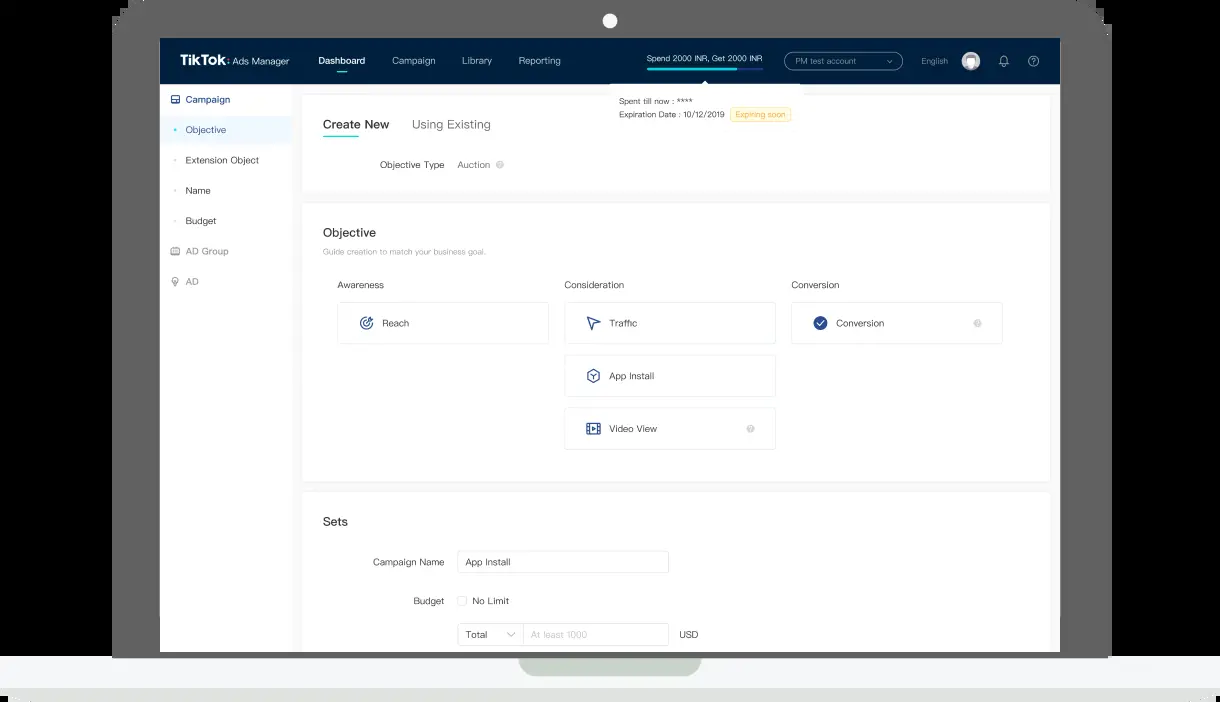 TikTok: Ads Manager
Dashboard
Campaign
Library
Reporting
Spend 2000 INR, Get 2000 INR
PM test account
English
Spent till now : ****
Expiration Date : 10/12/2019
Expiring soon
Campaign
Objective
Extension Object
Name
Budget
AD Group
AD
Create New
Using Existing
Objective Type
Auction
Objective
Guide creation to match your business goal.
Awareness
Consideration
Conversion
Reach
Traffic
Conversion
App Install
Video View
Sets
Campaign Name
App Install
Budget
No Limit
Total
At least 1000
USD